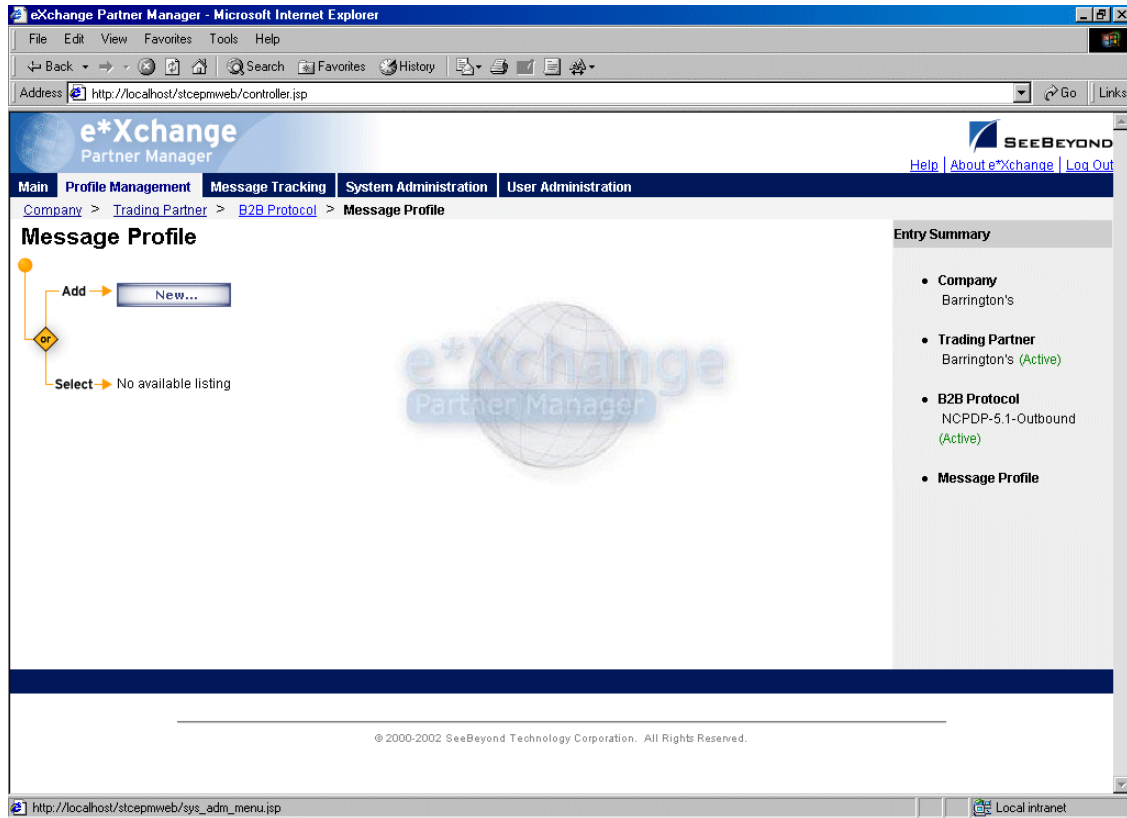 eXchange Partner Manager - Microsoft Internet Explorer
File Edit View Favorites Tools Help
Back Search Favorites History
Address http://localhost/stcepmweb/controller.jsp Go Links
e*Xchange
Partner Manager
SEEBEYOND
Help | About e*Xchange | Log Out
Main Profile Management Message Tracking System Administration User Administration
Company > Trading Partner > B2B Protocol > Message Profile
Message Profile
Add New...
or
Select No available listing
e*Xchange
Partner Manager
Entry Summary
• Company
Barrington's
• Trading Partner
Barrington's (Active)
• B2B Protocol
NCPDP-5.1-Outbound
(Active)
• Message Profile
© 2000-2002 SeeBeyond Technology Corporation. All Rights Reserved.
http://localhost/stcepmweb/sys_adm_menu.jsp Local intranet